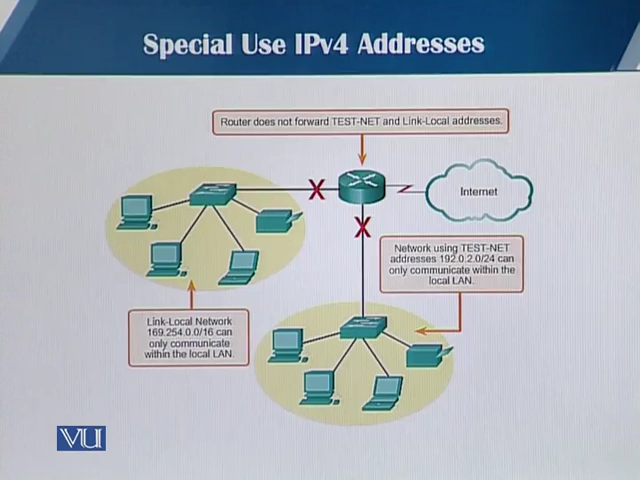 Special Use IPv4 Addresses
Router does not forward TEST-NET and Link-Local addresses.
Internet
Network using TEST-NET
addresses 192.0.2.0/24 can
only communicate within the
local LAN.
Link-Local Network
169.254.0.0/16 can
only communicate
within the local LAN.
VU